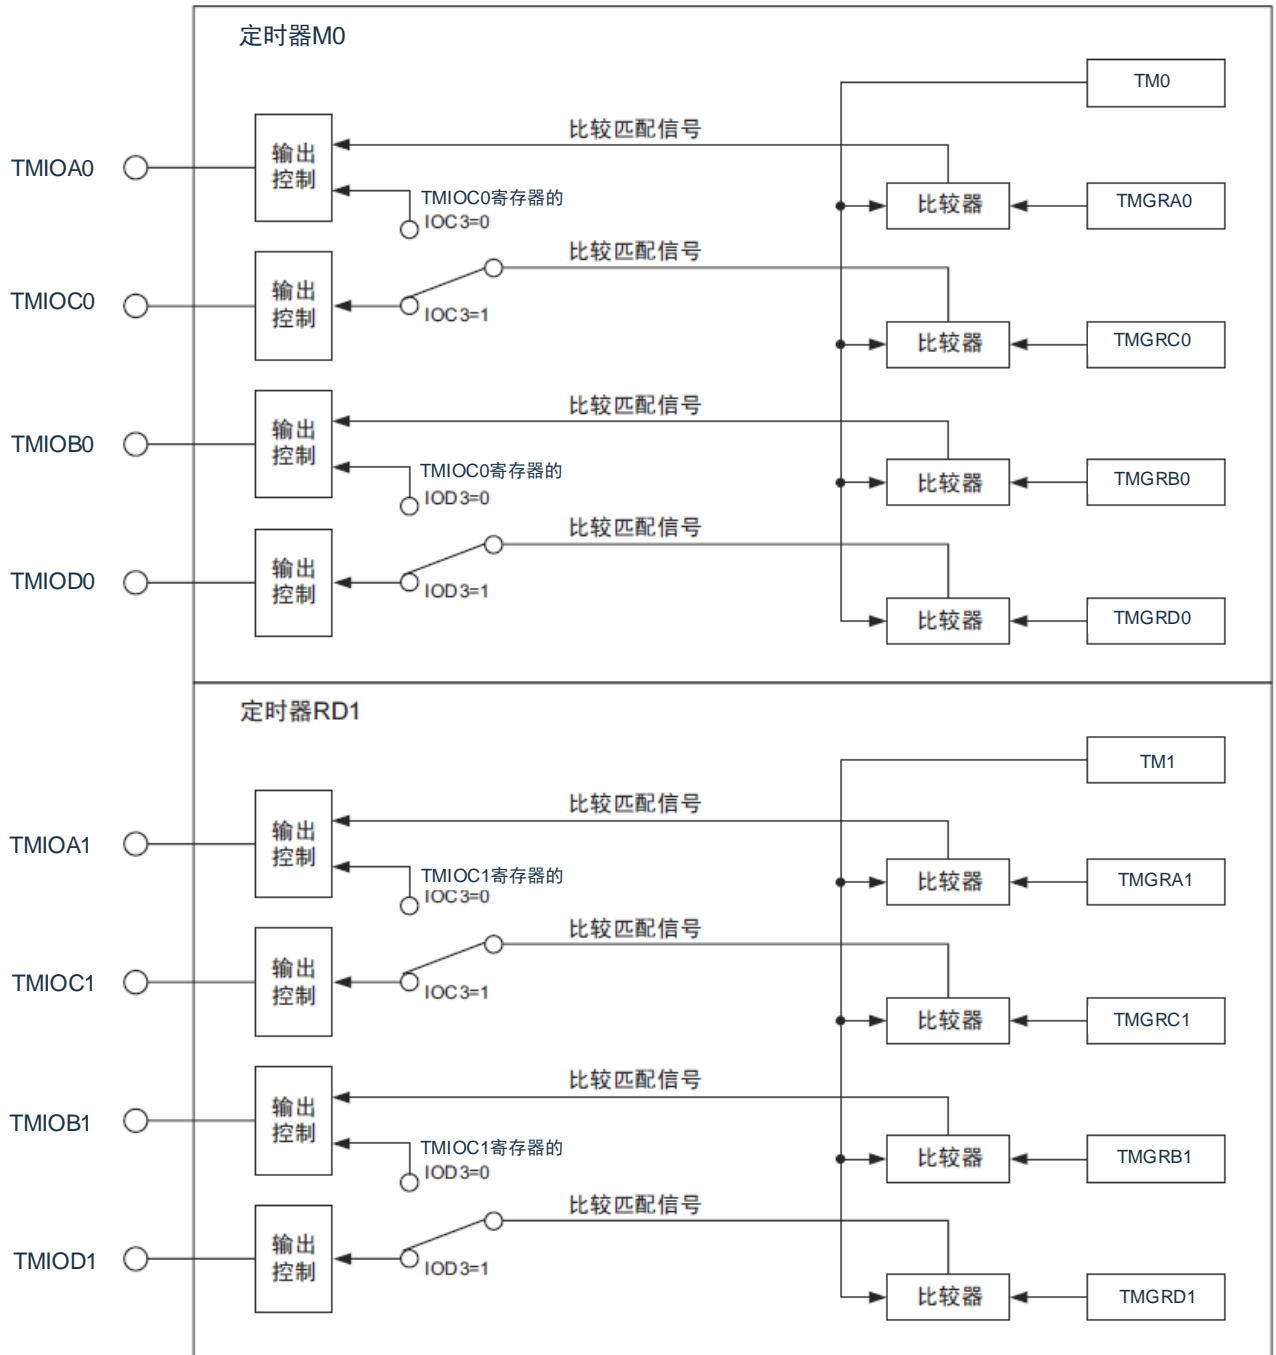 定时器M0
TM0
比较匹配信号
TMIOA0
输出
控制
TMIOC0寄存器的
IOC3=0
比较器
TMGRA0
比较匹配信号
TMIOC0
输出
控制
IOC3=1
比较器
TMGRC0
比较匹配信号
TMIOB0
输出
控制
TMIOC0寄存器的
IOD3=0
比较器
TMGRB0
比较匹配信号
TMIOD0
输出
控制
IOD3=1
比较器
TMGRD0
定时器RD1
TM1
比较匹配信号
TMIOA1
输出
控制
TMIOC1寄存器的
IOC3=0
比较器
TMGRA1
比较匹配信号
TMIOC1
输出
控制
IOC3=1
比较器
TMGRC1
比较匹配信号
TMIOB1
输出
控制
TMIOC1寄存器的
IOD3=0
比较器
TMGRB1
比较匹配信号
TMIOD1
输出
控制
IOD3=1
比较器
TMGRD1